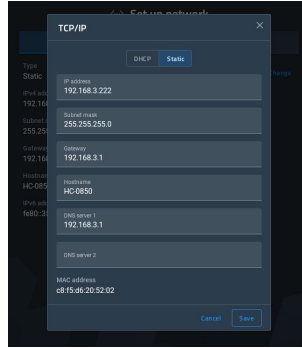 Set up network
TCP/IP
DHCP
Static
Type
Static
IP address
192.168.3.222
Subnet mask
255.255.255.0
Gateway
192.168.3.1
Hostname
HC-0850
DNS server 1
192.168.3.1
DNS server 2
MAC address
c8:f5:d6:20:52:02
Cancel
Save